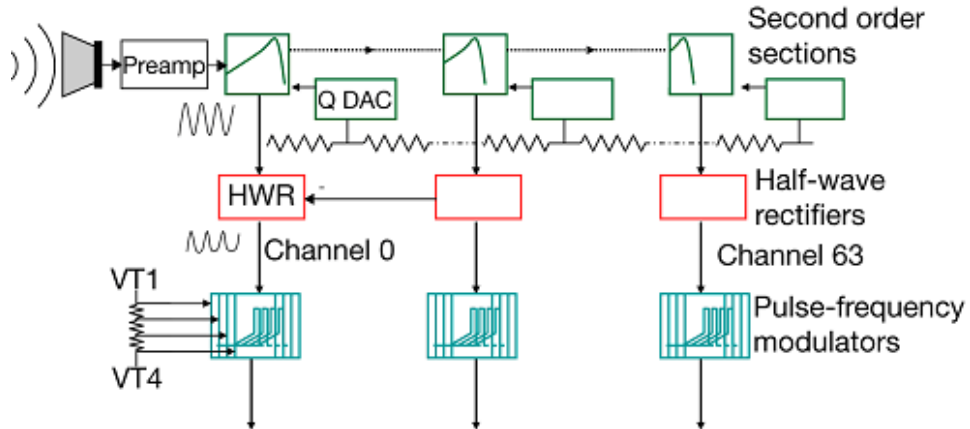 Second order
sections
Preamp
Q DAC
HWR
-
Half-wave
rectifiers
Channel 0
Channel 63
VT1
Pulse-frequency
modulators
VT4